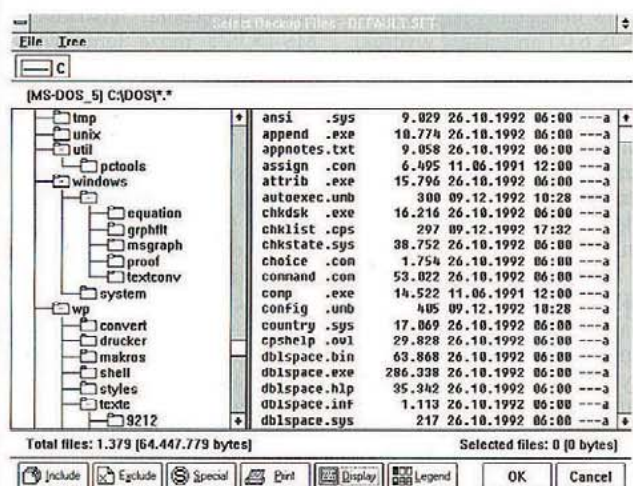 Select Backup Files - DEFAULT.SET
File Tree
C
[MS-DOS_5] C:\DOS\*.*
tmp
unix
util
pctools
windows
equation
grphflt
msgraph
proof
textconv
system
wp
convert
drucker
makros
shell
styles
texte
9212
ansi .sys 9.029 26.10.1992 06:00 ---a
append .exe 10.774 26.10.1992 06:00 ---a
appnotes.txt 9.058 26.10.1992 06:00 ---a
assign .com 6.495 11.06.1991 12:00 ---a
attrib .exe 15.796 26.10.1992 06:00 ---a
autoexec.umb 300 09.12.1992 10:28 ---a
chkdsk .exe 16.216 26.10.1992 06:00 ---a
chklist .cps 297 09.12.1992 17:32 ---a
chkstate.sys 38.752 26.10.1992 06:00 ---a
choice .com 1.754 26.10.1992 06:00 ---a
command .com 53.022 26.10.1992 06:00 ---a
comp .exe 14.522 11.06.1991 12:00 ---a
config .umb 405 09.12.1992 10:28 ---a
country .sys 17.069 26.10.1992 06:00 ---a
cpshelp .ovl 29.828 26.10.1992 06:00 ---a
dblspace.bin 63.868 26.10.1992 06:00 ---a
dblspace.exe 286.338 26.10.1992 06:00 ---a
dblspace.hlp 35.342 26.10.1992 06:00 ---a
dblspace.inf 1.113 26.10.1992 06:00 ---a
dblspace.sys 217 26.10.1992 06:00 ---a
Total files: 1.379 [64.447.779 bytes]
Selected files: 0 [0 bytes]
Include
Exclude
Special
Print
Display
Legend
OK
Cancel